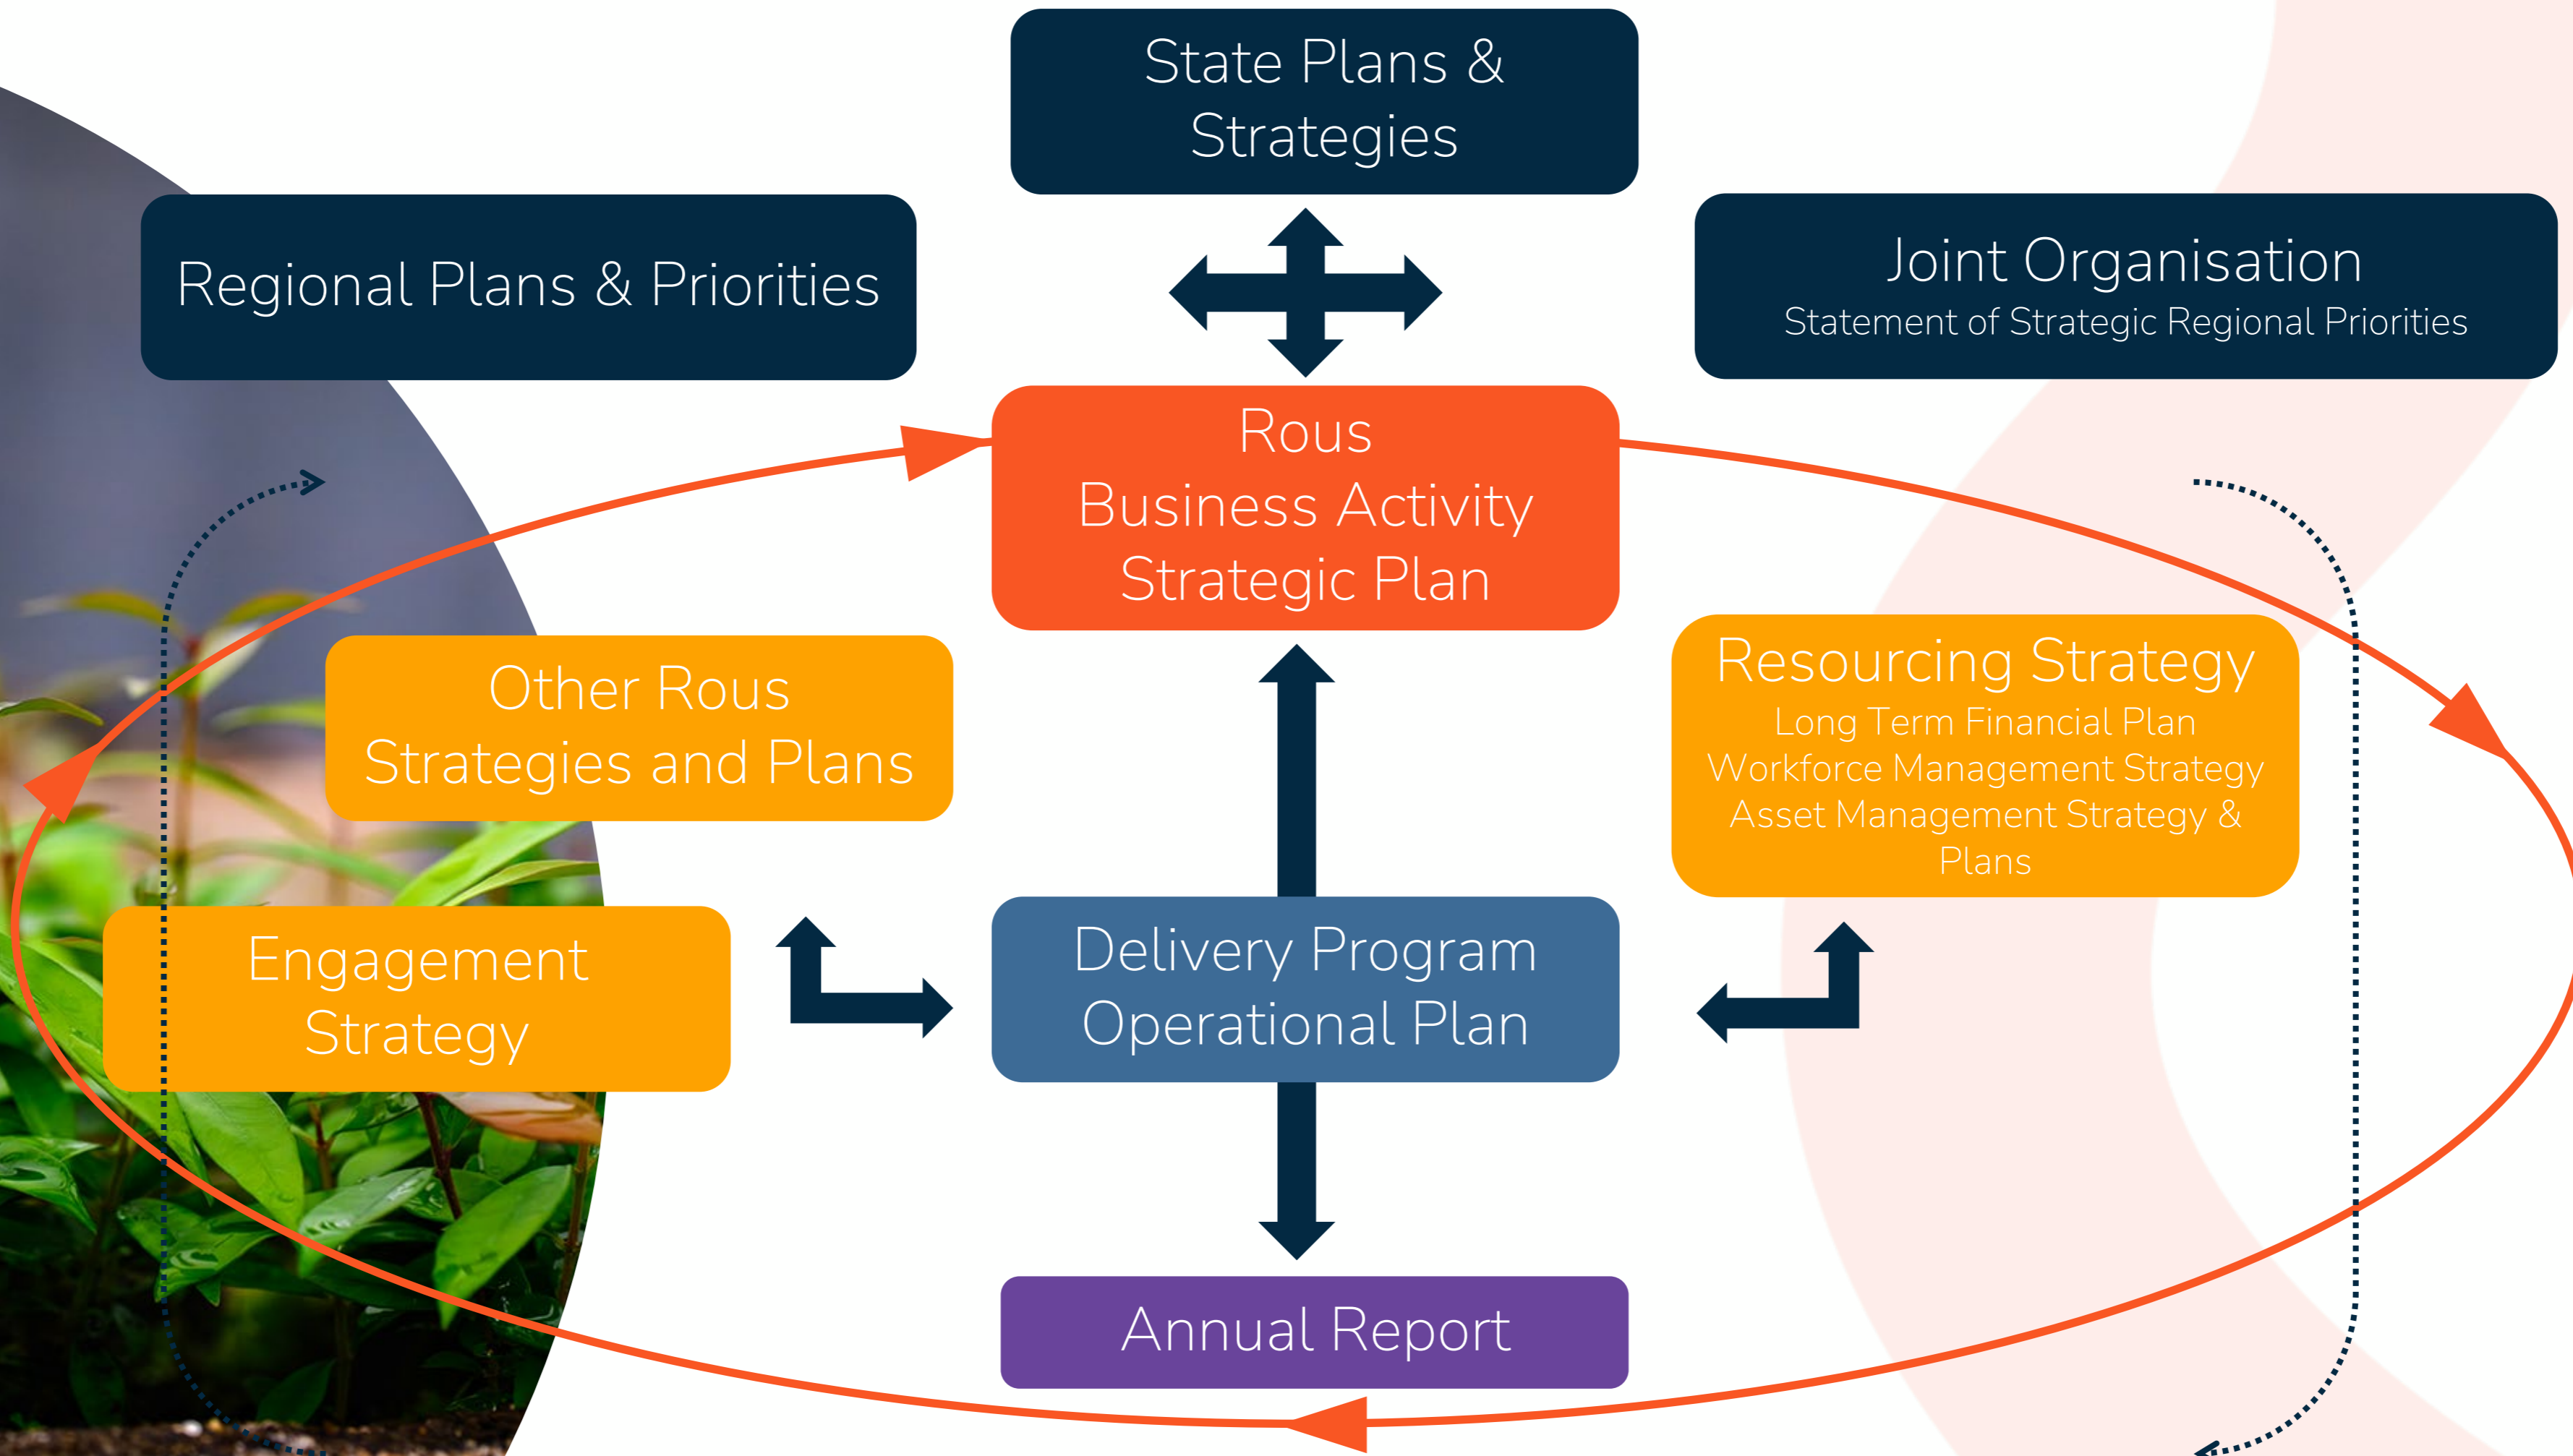 State Plans &
Strategies
Regional Plans & Priorities
Joint Organisation
Statement of Strategic Regional Priorities
Rous
Business Activity
Strategic Plan
Other Rous
Strategies and Plans
Resourcing Strategy
Long Term Financial Plan
Workforce Management Strategy
Asset Management Strategy &
Plans
Engagement
Strategy
Delivery Program
Operational Plan
Annual Report